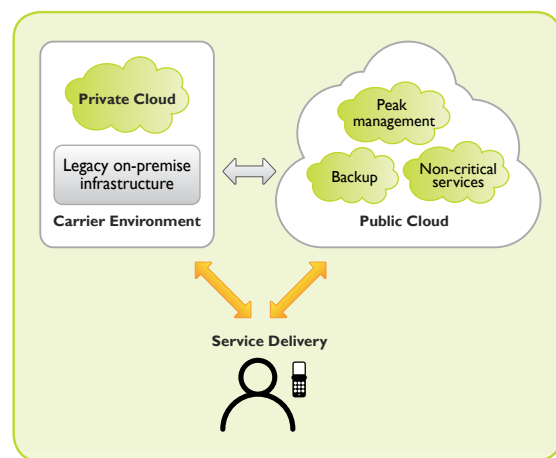 Private Cloud
Legacy on-premise
infrastructure
Carrier Environment
Peak
management
Backup
Non-critical
services
Public Cloud
Service Delivery